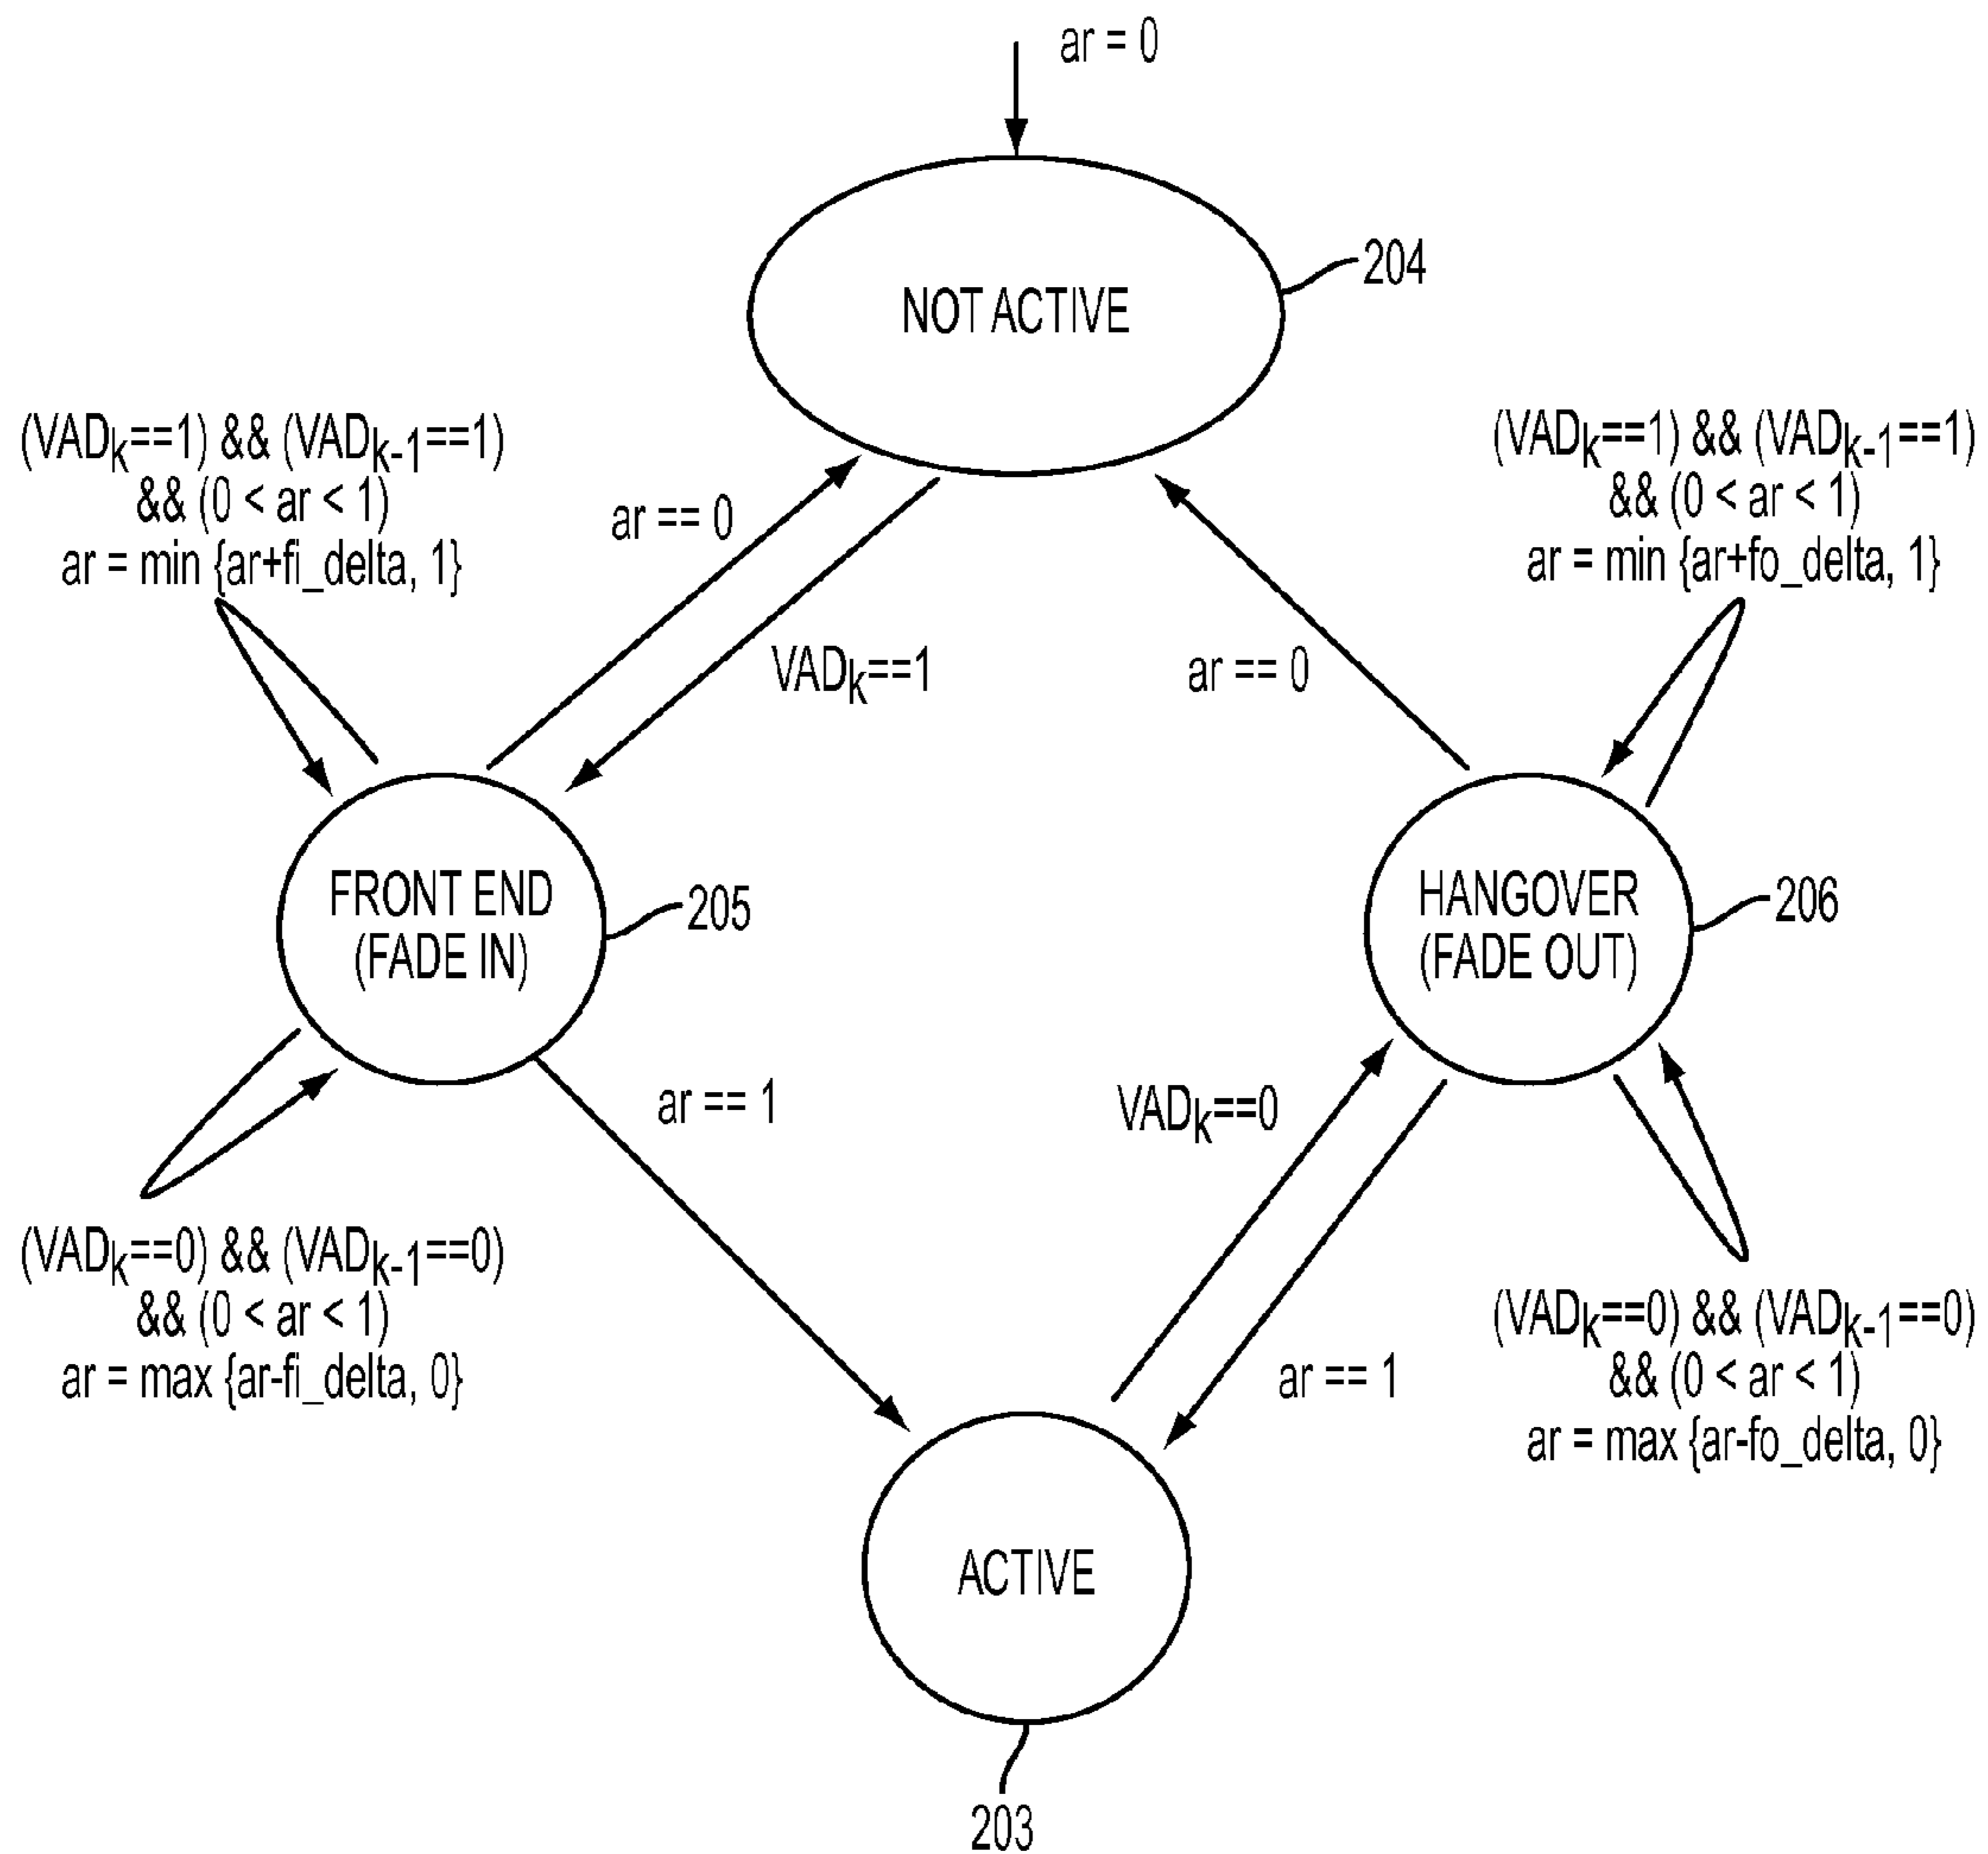 ar = 0
NOT ACTIVE
204
(VADk==1) && (VADk-1==1)
&& (0 < ar < 1)
ar = min {ar+fi_delta, 1}
ar == 0
VADk==1
ar == 0
(VADk==1) && (VADk-1==1)
&& (0 < ar < 1)
ar = min {ar+fo_delta, 1}
FRONT END
(FADE IN)
205
HANGOVER
(FADE OUT)
206
ar == 1
VADk==0
(VADk==0) && (VADk-1==0)
&& (0 < ar < 1)
ar = max {ar-fi_delta, 0}
ar == 1
(VADk==0) && (VADk-1==0)
&& (0 < ar < 1)
ar = max {ar-fo_delta, 0}
ACTIVE
203